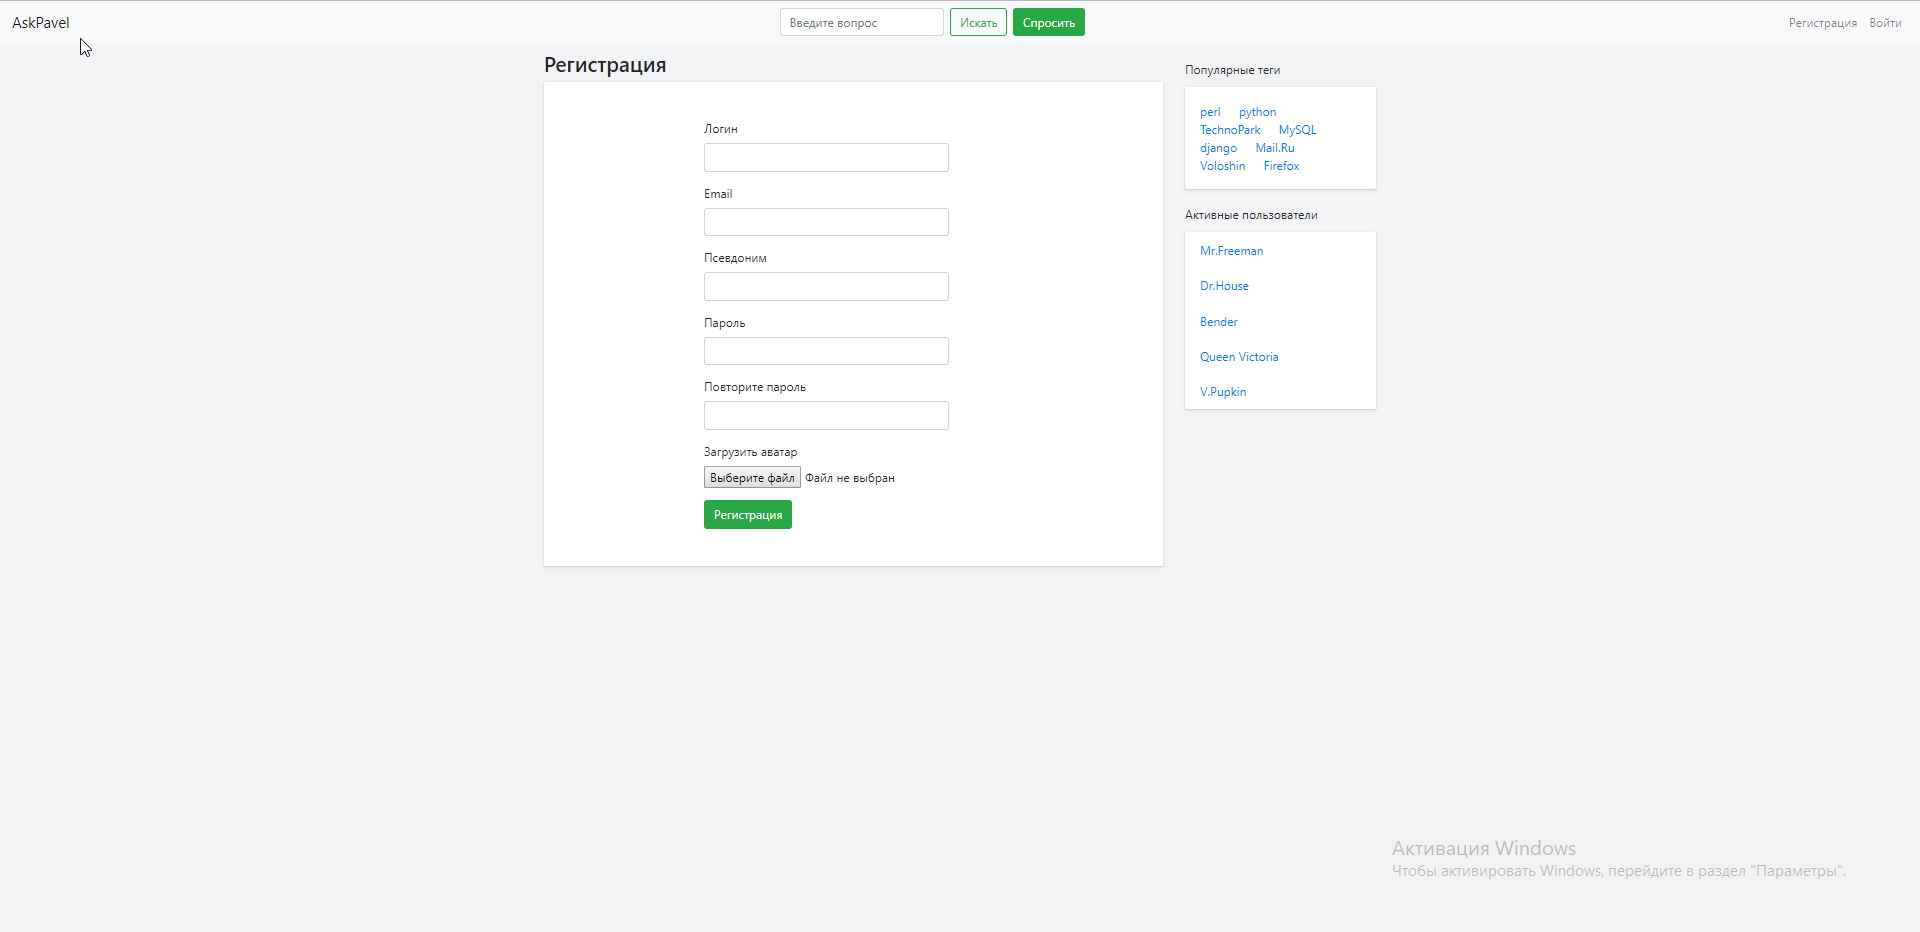 AskPavel
Введите вопрос
Искать
Спросить
Регистрация
Войти
Регистрация
Логин
Email
Псевдоним
Пароль
Повторите пароль
Загрузить аватар
Выберите файл Файл не выбран
Регистрация
Популярные теги
perl python
TechnoPark MySQL
django Mail.Ru
Voloshin Firefox
Активные пользователи
Mr.Freeman
Dr.House
Bender
Queen Victoria
V.Pupkin
Активация Windows
Чтобы активировать Windows, перейдите в раздел "Параметры".